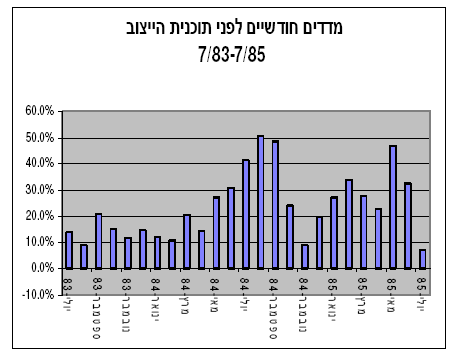 מדדים חודשיים לפני תוכנית הייצוב
7/83-7/85
60.0%
50.0%
40.0%
30.0%
20.0%
10.0%
0.0%
-10.0%
יולי-83
ספטמבר-83
נובמבר-83
ינואר-84
מרץ-84
מאי-84
יולי-84
ספטמבר-84
נובמבר-84
ינואר-85
מרץ-85
מאי-85
יולי-85